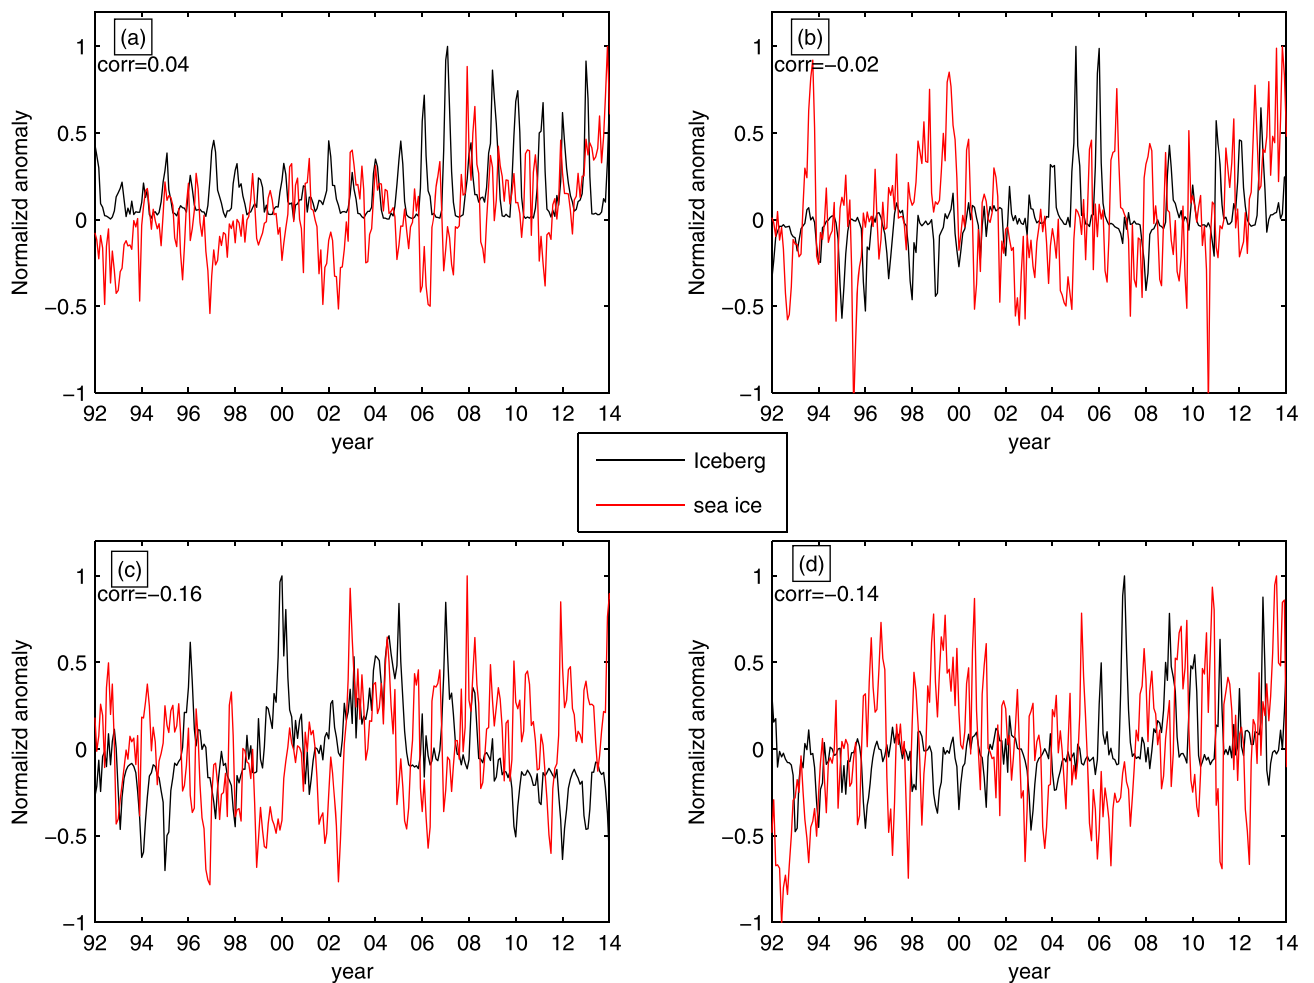 (a)
corr=0.04
1
0.5
0
−0.5
−1
Normalizd anomaly
92 94 96 98 00 02 04 06 08 10 12 14
year
(b)
corr=−0.02
1
0.5
0
−0.5
−1
Normalizd anomaly
92 94 96 98 00 02 04 06 08 10 12 14
year
Iceberg
sea ice
(c)
corr=−0.16
1
0.5
0
−0.5
−1
Normalizd anomaly
92 94 96 98 00 02 04 06 08 10 12 14
year
(d)
corr=−0.14
1
0.5
0
−0.5
−1
Normalizd anomaly
92 94 96 98 00 02 04 06 08 10 12 14
year